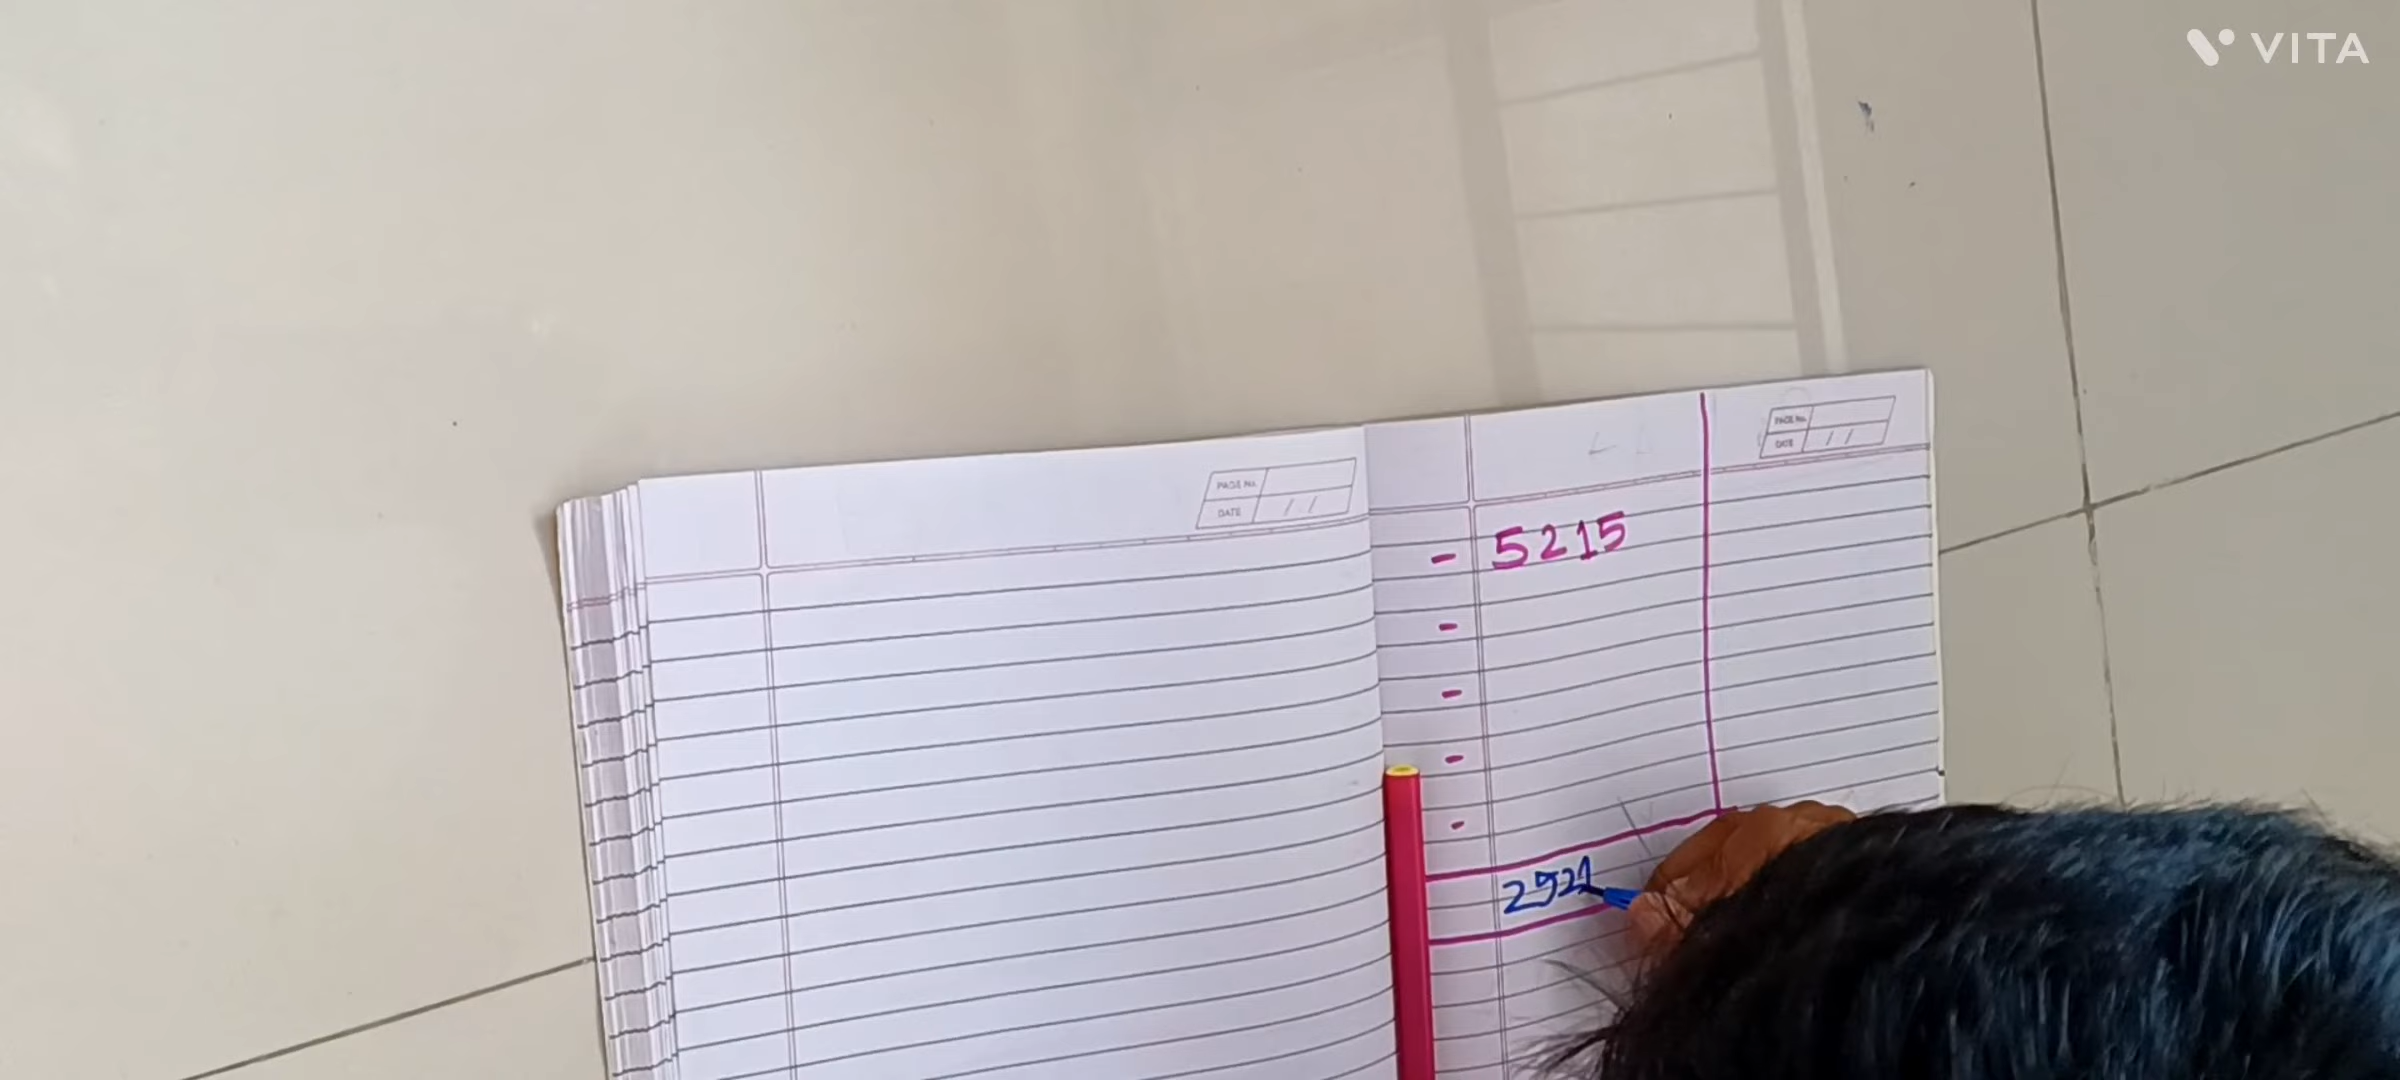 VITA
PAGE No.
DATE / /
PAGE No.
DATE / /
- 5215
-
-
-
-
2521